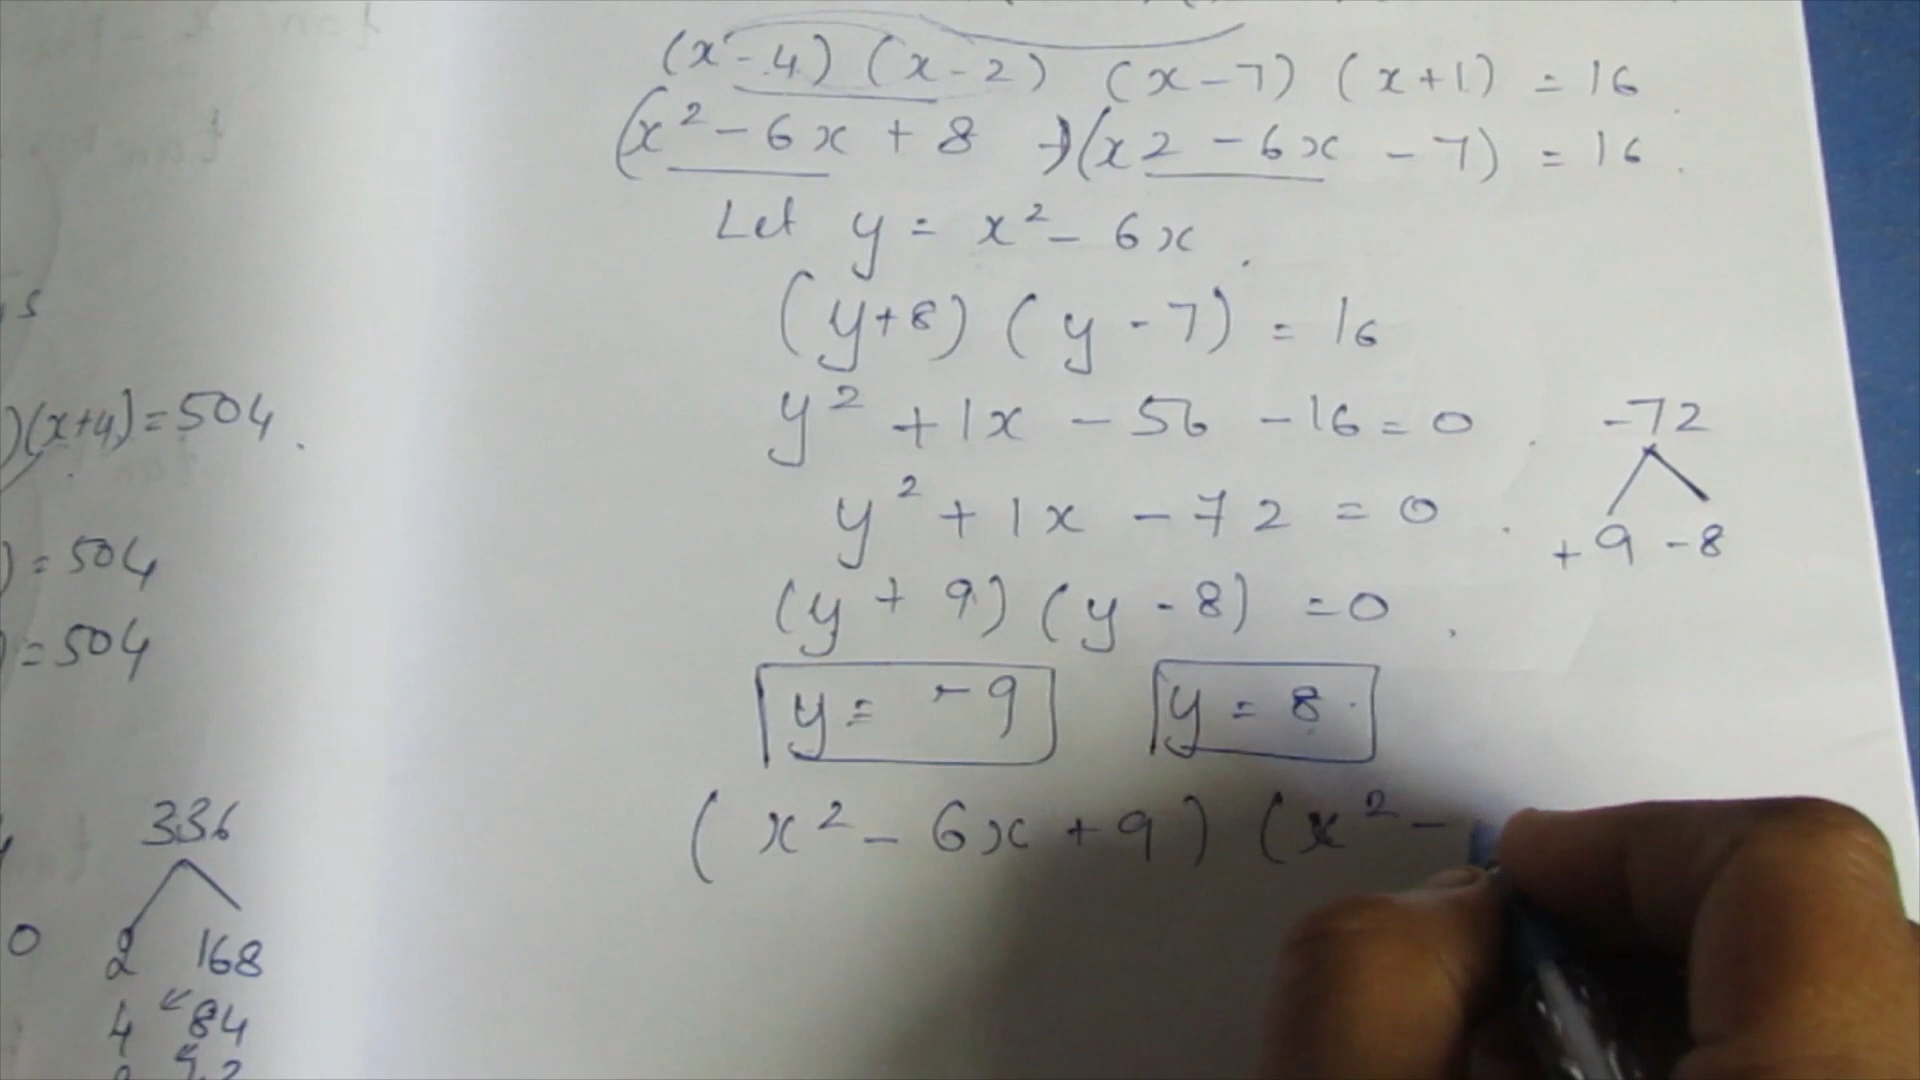 (x-4) (x-2) (x-7) (x+1) = 16
(x² - 6x + 8 )(x2 - 6x - 7) = 16
Let y = x² - 6x
(y+8) (y-7) = 16
y² + 1x - 56 - 16 = 0
y² + 1x - 72 = 0
(y + 9) (y - 8) = 0
y = -9 y = 8
(x² - 6x + 9) (x² -
-72
+9 -8
)(x+4) = 504
) = 504
) = 504
336
2 168
4 84
0